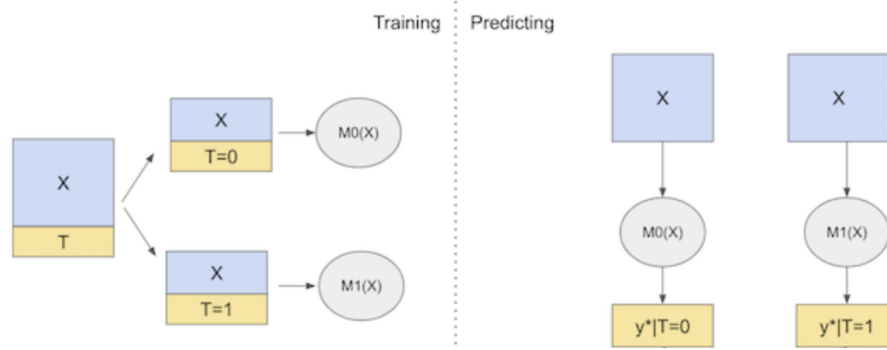 Training
Predicting
X
T
X
T=0
M0(X)
X
T=1
M1(X)
X
M0(X)
y*|T=0
X
M1(X)
y*|T=1